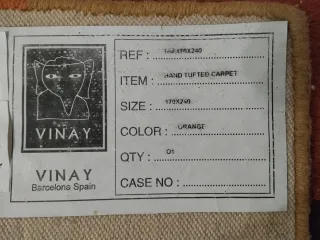 VINAY
VINAY
Barcelona Spain
REF :
ITEM : HAND TUFTED CARPET
SIZE : 170X240
COLOR : ORANGE
QTY : 01
CASE NO :